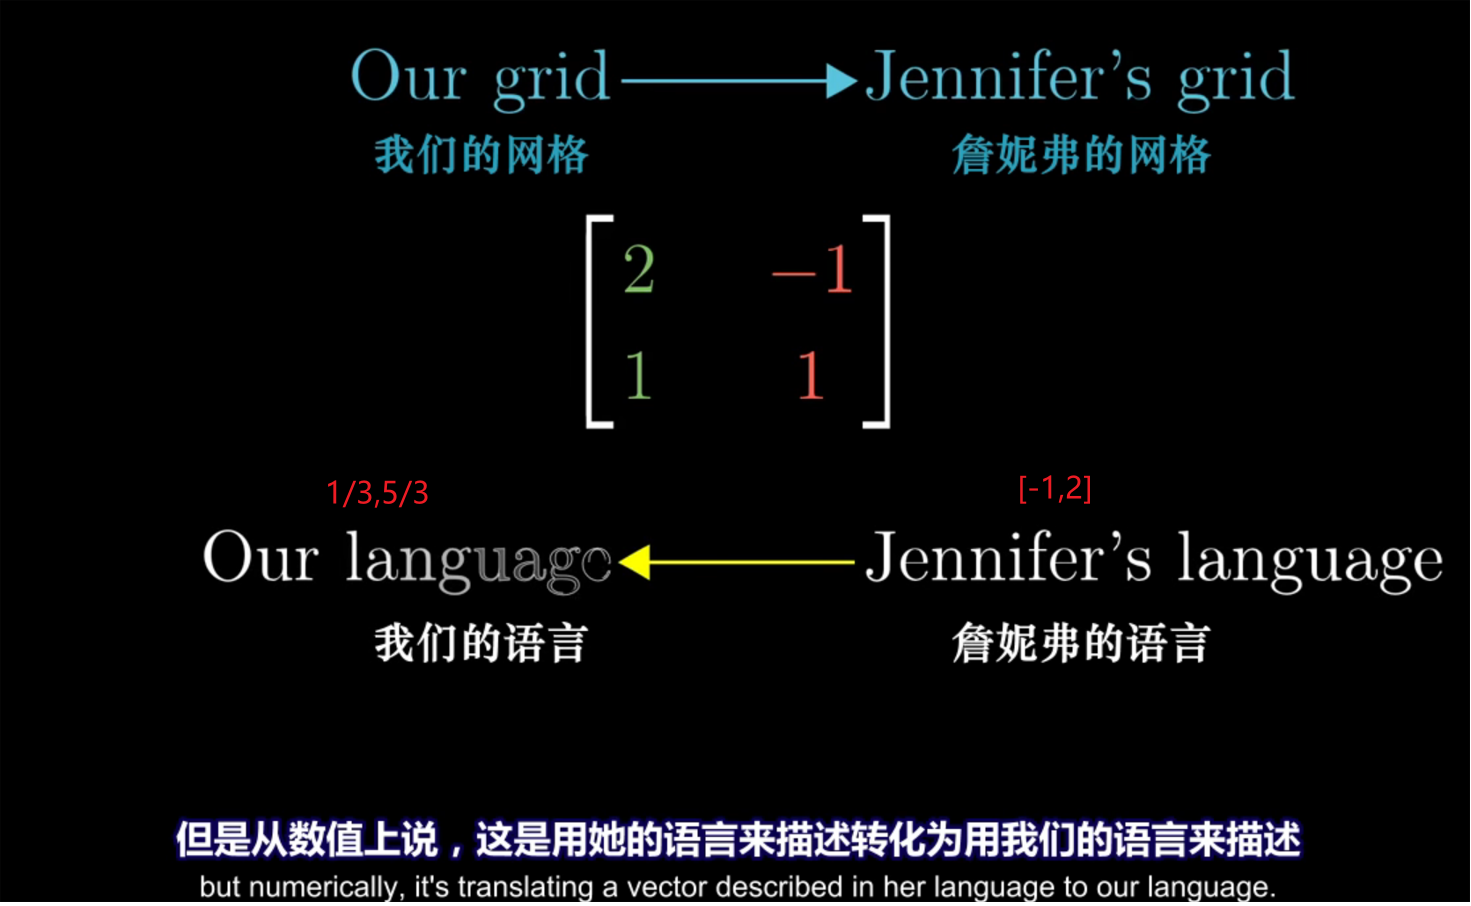 Our grid Jennifer's grid
我们的网格 詹妮弗的网格
2 -1
1 1
1/3,5/3 [-1,2]
Our language Jennifer's language
我们的语言 詹妮弗的语言
但是从数值上说，这是用她的语言来描述转化为用我们的语言来描述
but numerically, it's translating a vector described in her language to our language.